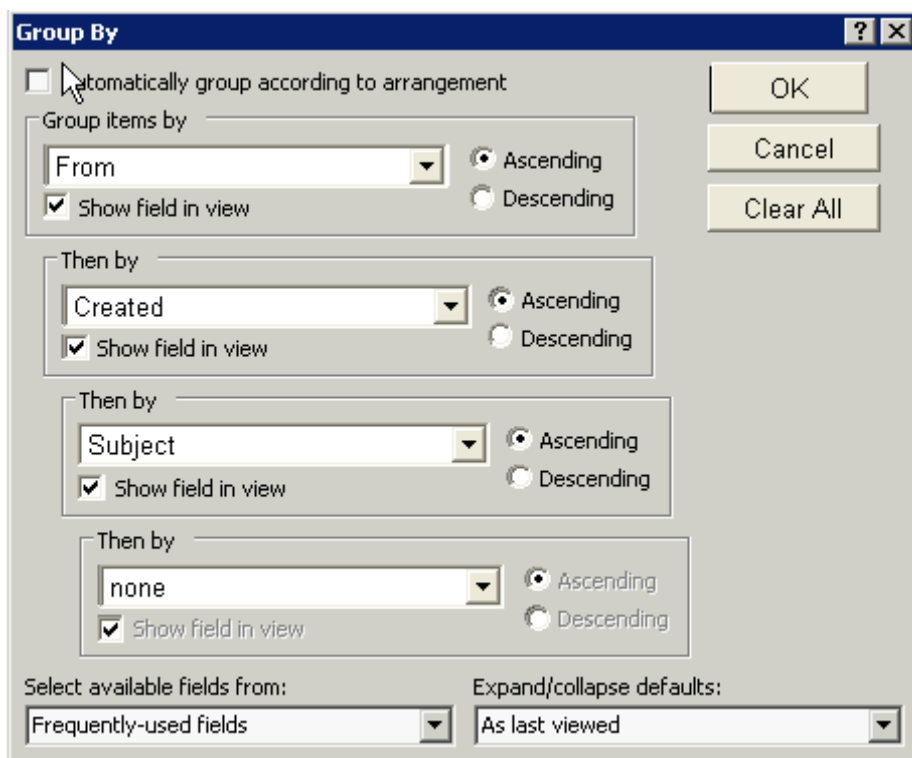 Group By
?
Automatically group according to arrangement
OK
Group items by
Cancel
From
Ascending
Show field in view
Descending
Clear All
Then by
Created
Ascending
Show field in view
Descending
Then by
Subject
Ascending
Show field in view
Descending
Then by
none
Ascending
Show field in view
Descending
Select available fields from:
Expand/collapse defaults:
Frequently-used fields
As last viewed